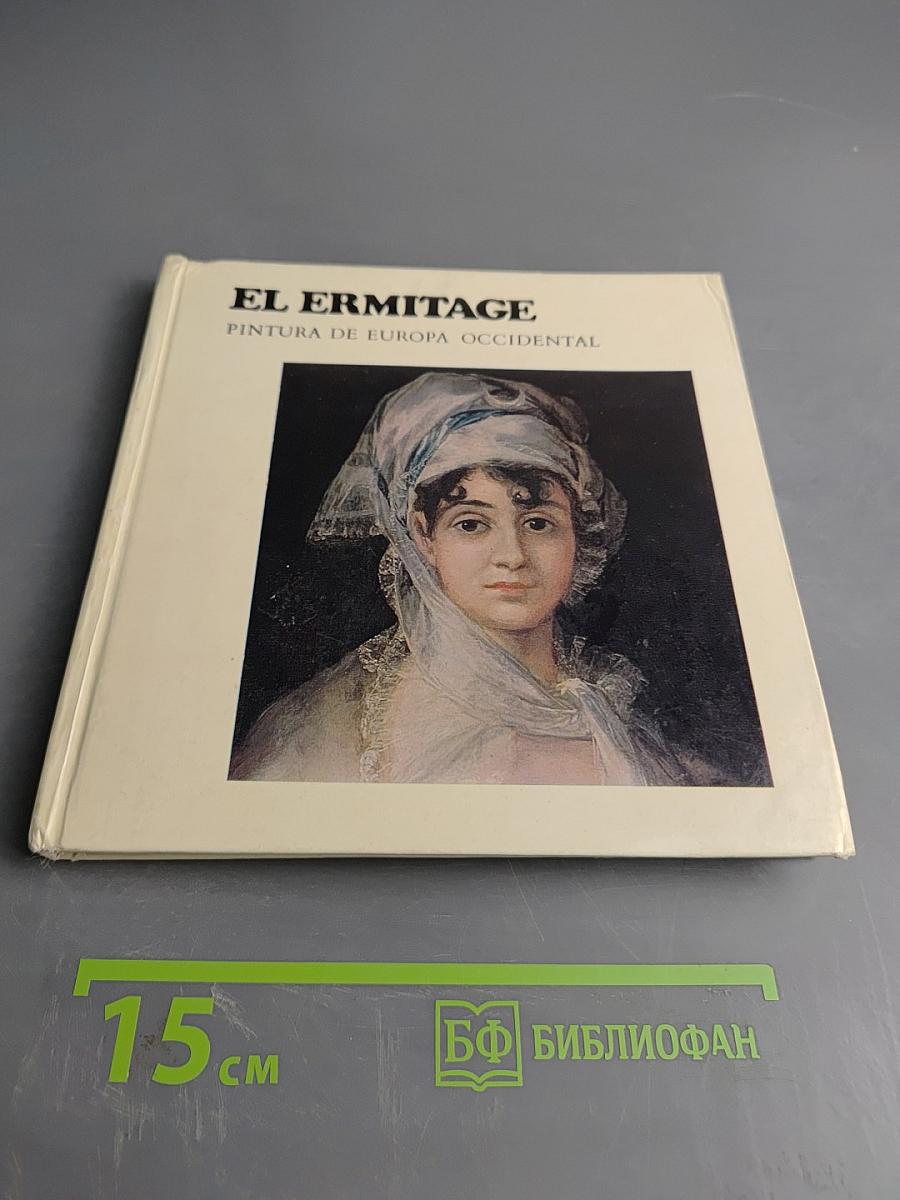 EL ERMITAGE
PINTURA DE EUROPA OCCIDENTAL
15 см
БФ БИБЛИОФАН